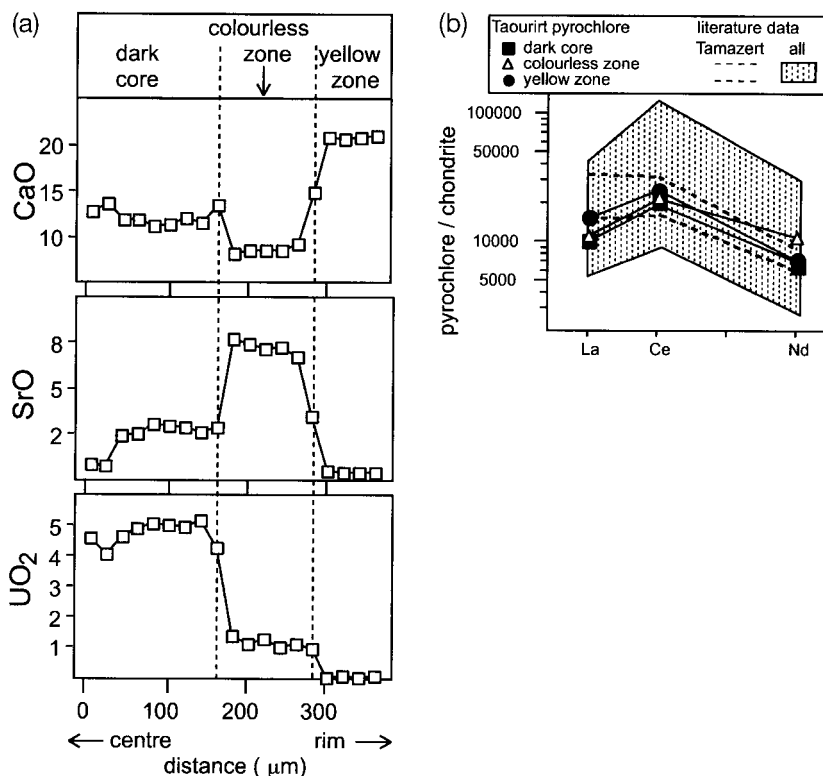 (a)
dark core
colourless zone
yellow zone
CaO
20
15
10
SrO
8
5
2
UO2
5
4
3
2
1
0 100 200 300
centre rim
distance ( μm)
(b)
Taourirt pyrochlore
dark core
colourless zone
yellow zone
literature data
Tamazert all
pyrochlore / chondrite
100000
50000
10000
5000
La Ce Nd